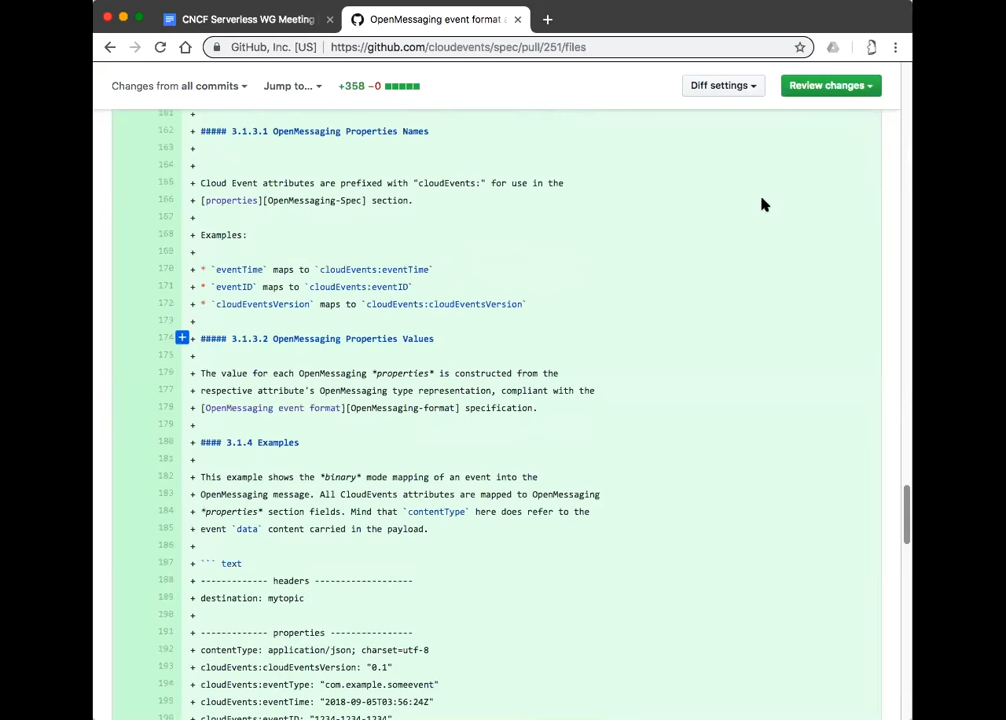 CNCF Serverless WG Meeting
OpenMessaging event format a
GitHub, Inc. [US] https://github.com/cloudevents/spec/pull/251/files
Changes from all commits Jump to... +358 −0 Diff settings Review changes
161 +
162 + ##### 3.1.3.1 OpenMessaging Properties Names
163 +
164 +
165 + Cloud Event attributes are prefixed with "cloudEvents:" for use in the
166 + [properties][OpenMessaging-Spec] section.
167 +
168 + Examples:
169 +
170 + * `eventTime` maps to `cloudEvents:eventTime`
171 + * `eventID` maps to `cloudEvents:eventID`
172 + * `cloudEventsVersion` maps to `cloudEvents:cloudEventsVersion`
173 +
174 + ##### 3.1.3.2 OpenMessaging Properties Values
175 +
176 + The value for each OpenMessaging *properties* is constructed from the
177 + respective attribute's OpenMessaging type representation, compliant with the
178 + [OpenMessaging event format][OpenMessaging-format] specification.
179 +
180 + #### 3.1.4 Examples
181 +
182 + This example shows the *binary* mode mapping of an event into the
183 + OpenMessaging message. All CloudEvents attributes are mapped to OpenMessaging
184 + *properties* section fields. Mind that `contentType` here does refer to the
185 + event `data` content carried in the payload.
186 +
187 + ``` text
188 + ------------- headers -------------------
189 + destination: mytopic
190 +
191 + ------------- properties ----------------
192 + contentType: application/json; charset=utf-8
193 + cloudEvents:cloudEventsVersion: "0.1"
194 + cloudEvents:eventType: "com.example.someevent"
195 + cloudEvents:eventTime: "2018-09-05T03:56:24Z"
196 + cloudEvents:eventID: "1234-1234-1234"